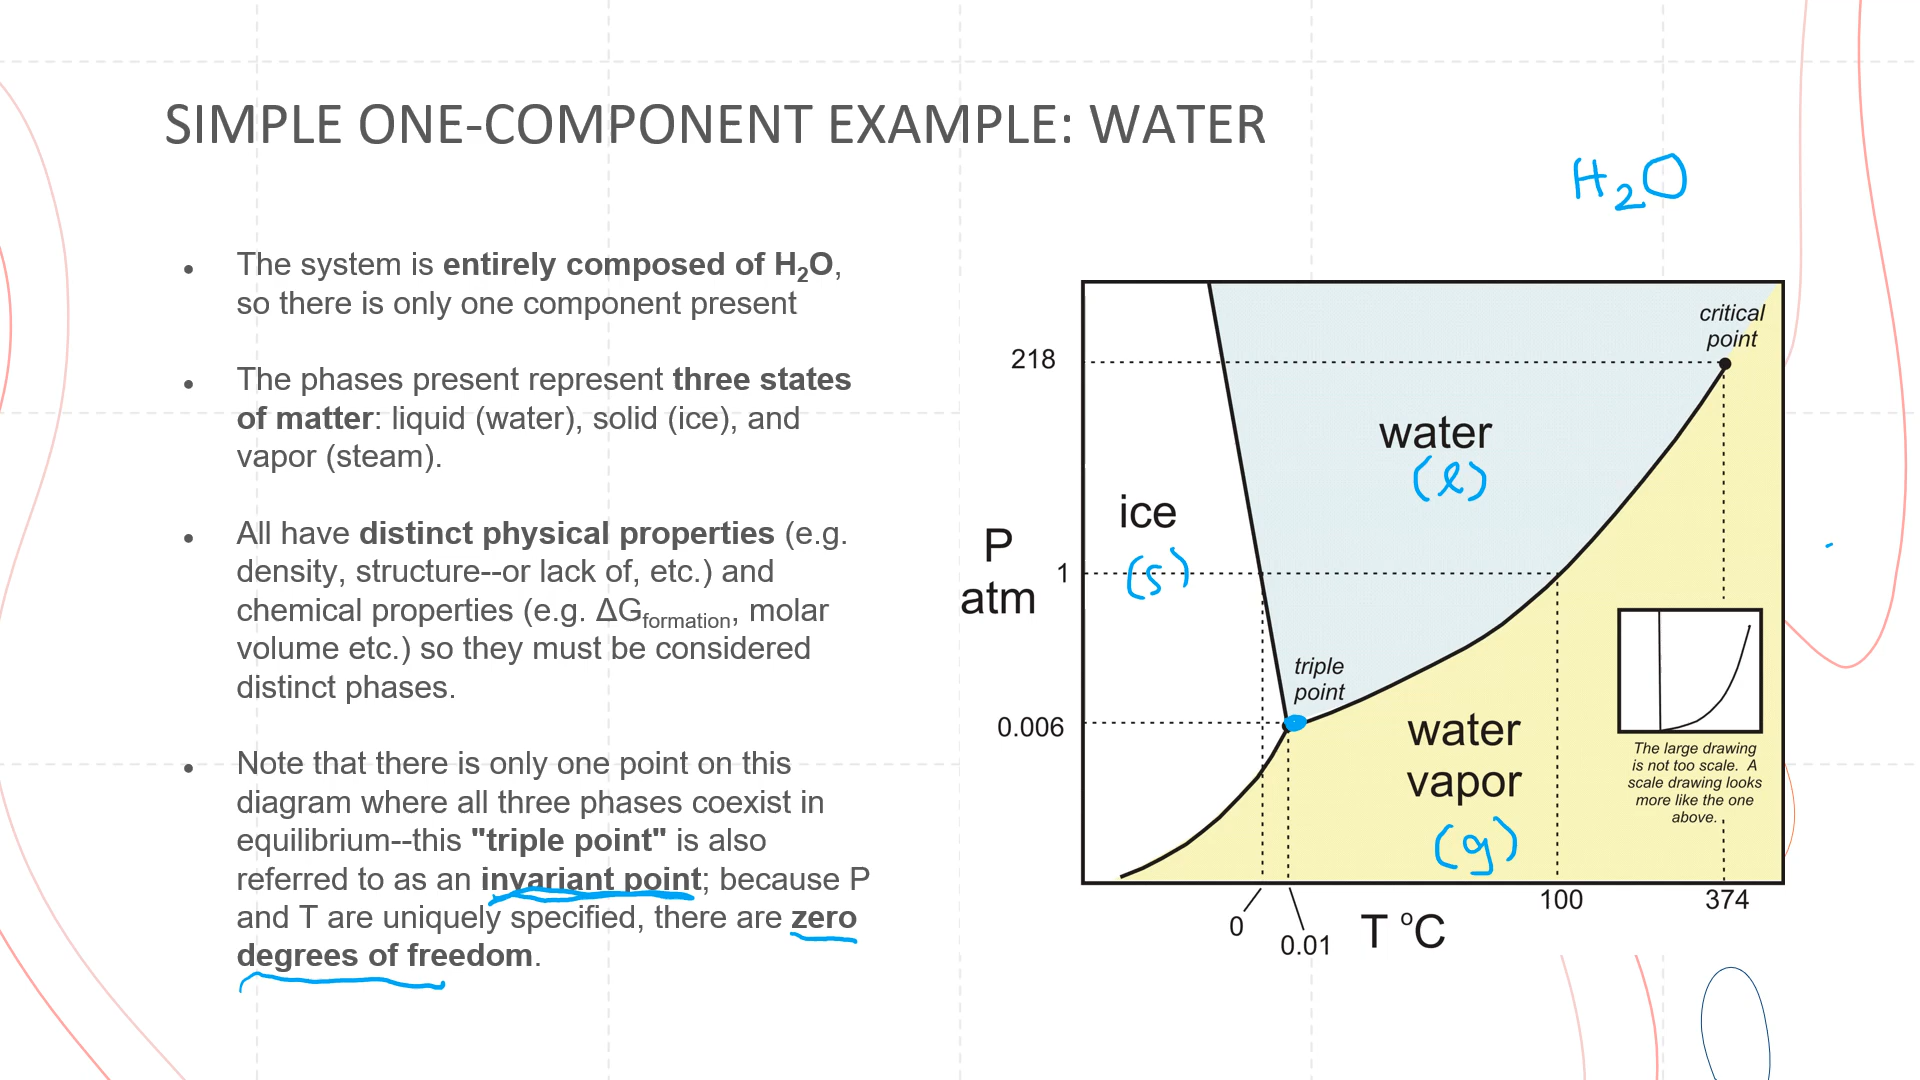 SIMPLE ONE-COMPONENT EXAMPLE: WATER
H₂O
• The system is entirely composed of H₂O,
so there is only one component present
• The phases present represent three states
of matter: liquid (water), solid (ice), and
vapor (steam).
• All have distinct physical properties (e.g.
density, structure--or lack of, etc.) and
chemical properties (e.g. ΔGformation, molar
volume etc.) so they must be considered
distinct phases.
• Note that there is only one point on this
diagram where all three phases coexist in
equilibrium--this "triple point" is also
referred to as an invariant point; because P
and T are uniquely specified, there are zero
degrees of freedom.
critical
point
218
water
(l)
ice
(s)
P
atm
1
triple
point
0.006
water
vapor
(g)
The large drawing
is not too scale. A
scale drawing looks
more like the one
above.
0
0.01
T °C
100
374